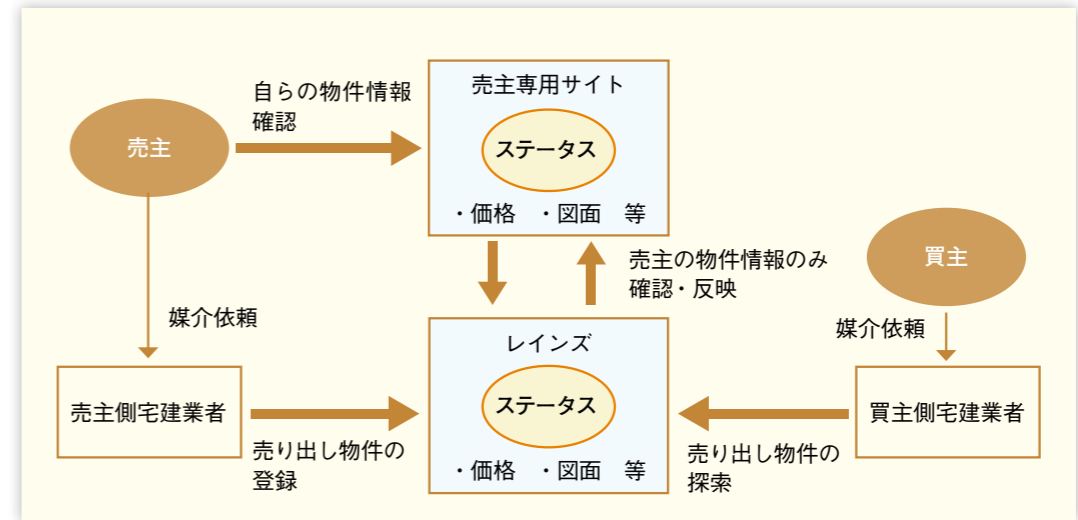 売主専用サイト
自らの物件情報
確認
売主
ステータス
・価格 ・図面 等
売主の物件情報のみ
確認・反映
買主
媒介依頼
媒介依頼
レインズ
売主側宅建業者
ステータス
買主側宅建業者
売り出し物件の
登録
・価格 ・図面 等
売り出し物件の
探索